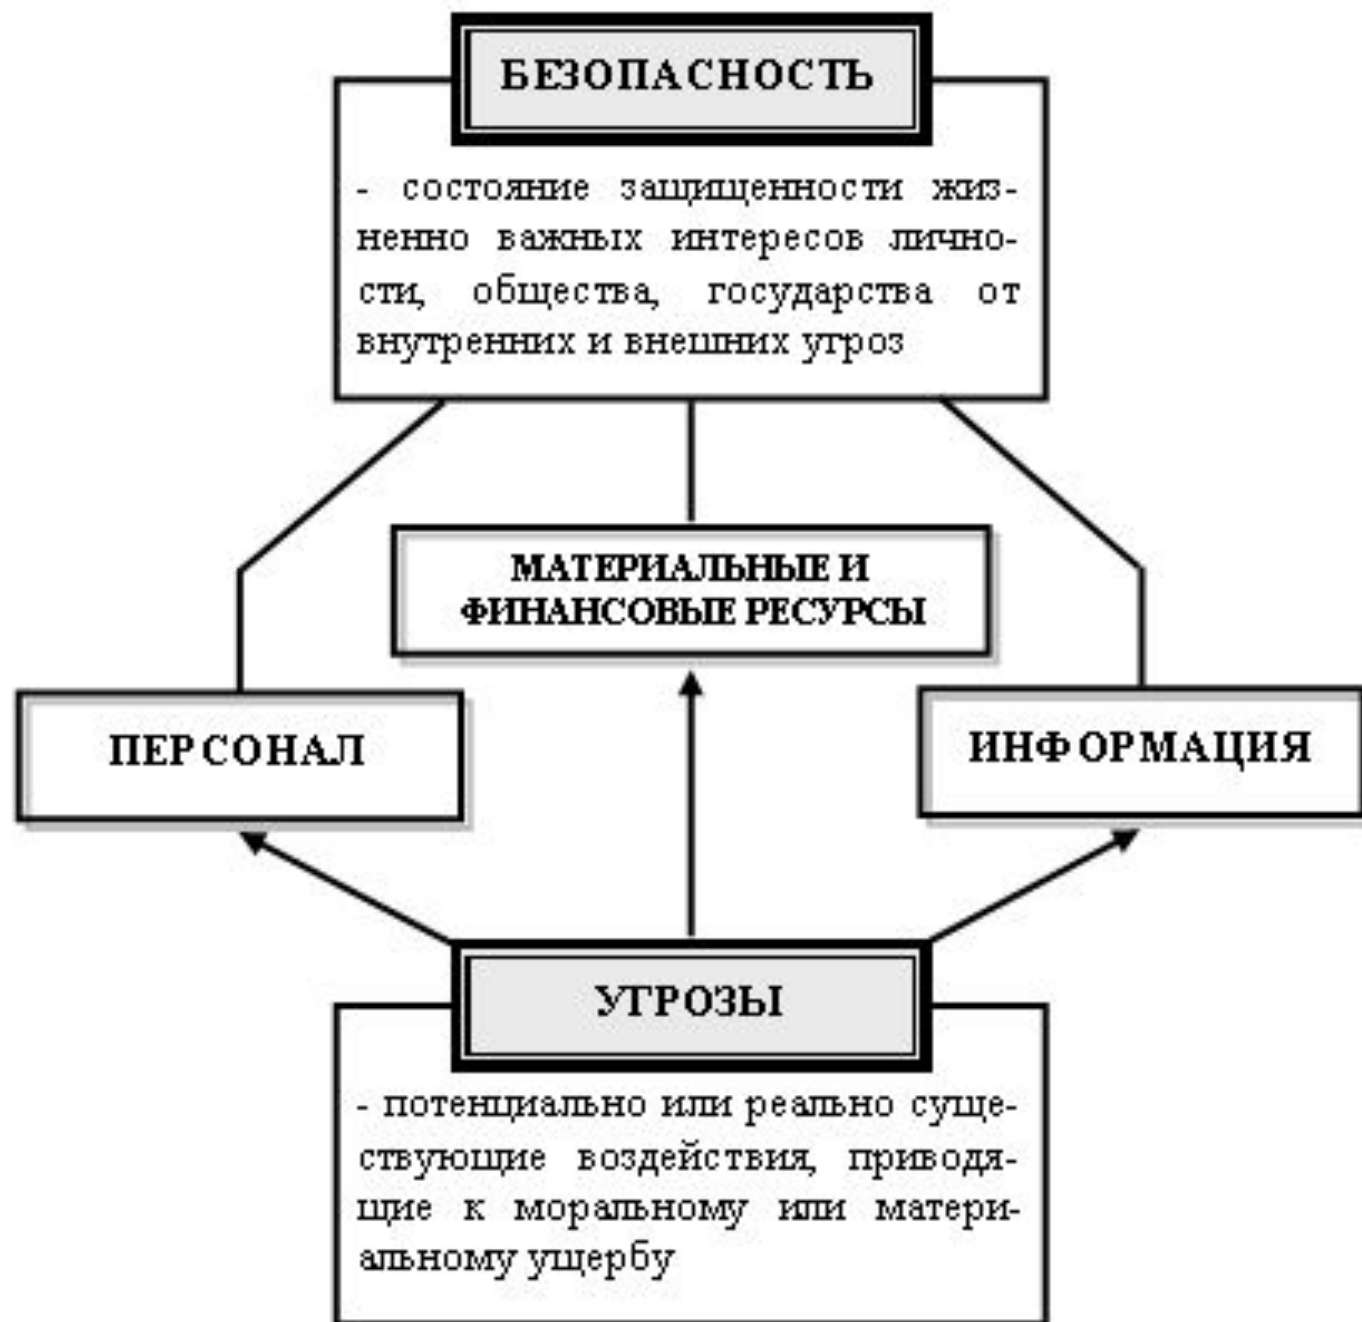 БЕЗОПАСНОСТЬ
- состояние защищенности жиз-
ненно важных интересов лично-
сти, общества, государства от
внутренних и внешних угроз
МАТЕРИАЛЬНЫЕ И
ФИНАНСОВЫЕ РЕСУРСЫ
ПЕРСОНАЛ
ИНФОРМАЦИЯ
УГРОЗЫ
- потенциально или реально суще-
ствующие воздействия, приводя-
щие к моральному или матери-
альному ущербу